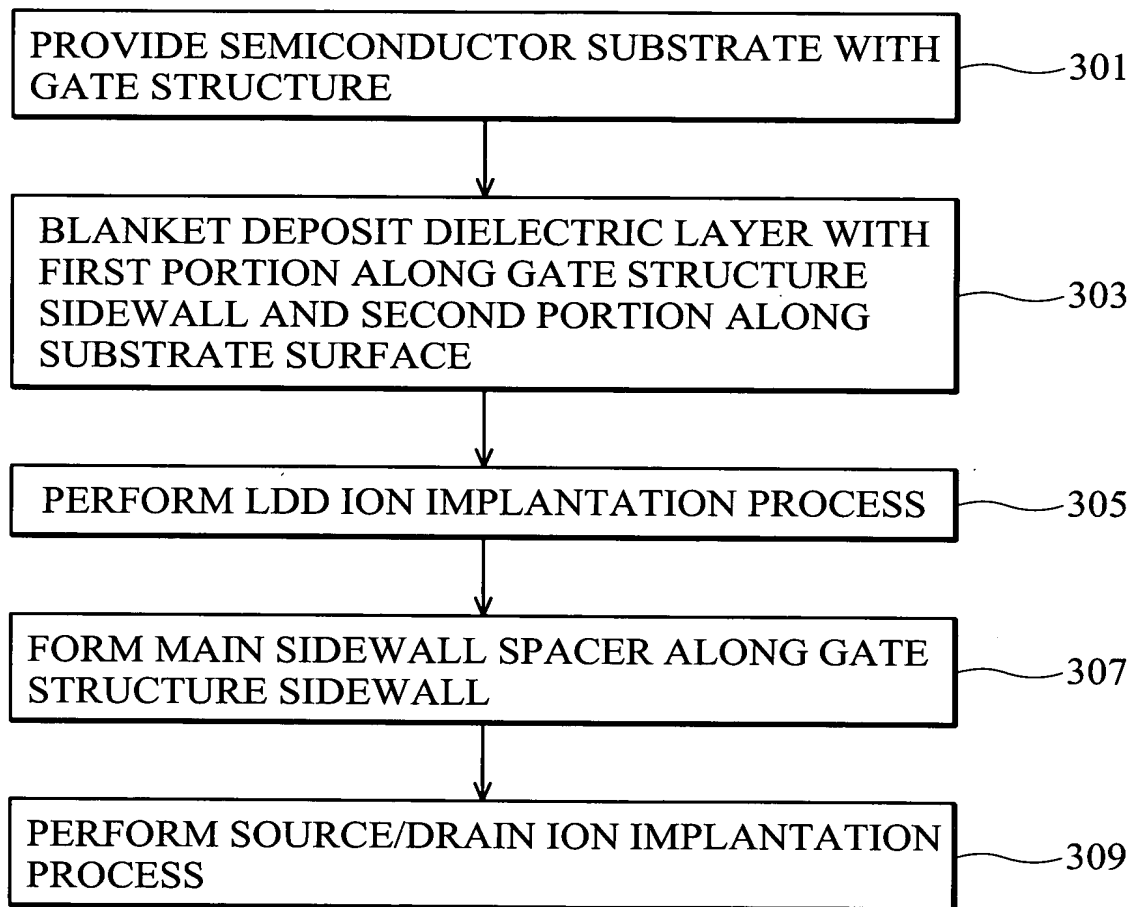 PROVIDE SEMICONDUCTOR SUBSTRATE WITH
GATE STRUCTURE
301
BLANKET DEPOSIT DIELECTRIC LAYER WITH
FIRST PORTION ALONG GATE STRUCTURE
SIDEWALL AND SECOND PORTION ALONG
SUBSTRATE SURFACE
303
PERFORM LDD ION IMPLANTATION PROCESS
305
FORM MAIN SIDEWALL SPACER ALONG GATE
STRUCTURE SIDEWALL
307
PERFORM SOURCE/DRAIN ION IMPLANTATION
PROCESS
309